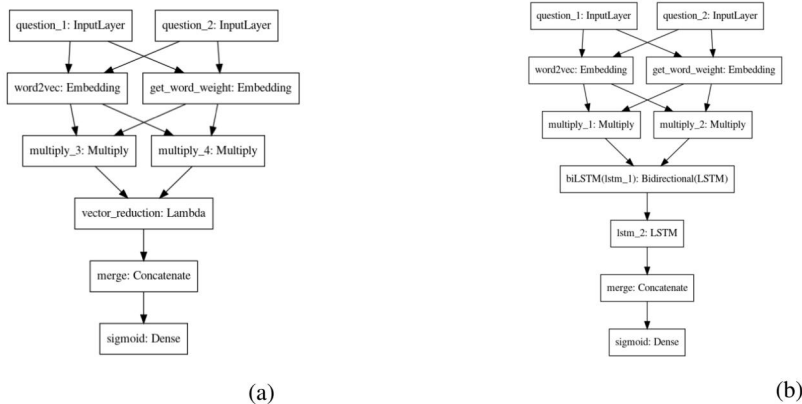 question_1: InputLayer
question_2: InputLayer
word2vec: Embedding
get_word_weight: Embedding
multiply_3: Multiply
multiply_4: Multiply
vector_reduction: Lambda
merge: Concatenate
sigmoid: Dense
(a)
question_1: InputLayer
question_2: InputLayer
word2vec: Embedding
get_word_weight: Embedding
multiply_1: Multiply
multiply_2: Multiply
biLSTM(lstm_1): Bidirectional(LSTM)
lstm_2: LSTM
merge: Concatenate
sigmoid: Dense
(b)